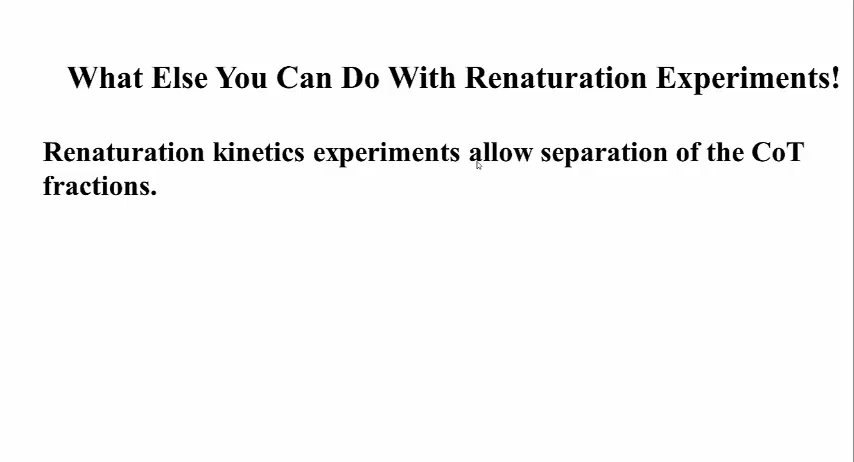 What Else You Can Do With Renaturation Experiments!
Renaturation kinetics experiments allow separation of the CoT
fractions.